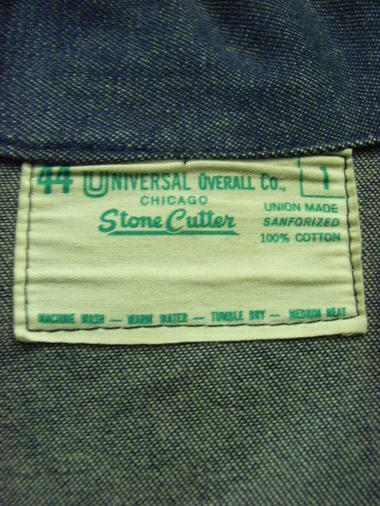 44 UNIVERSAL OVERALL CO., 1
CHICAGO
Stone Cutter
UNION MADE
SANFORIZED
100% COTTON
MACHINE WASH — WARM WATER — TUMBLE DRY — MEDIUM HEAT